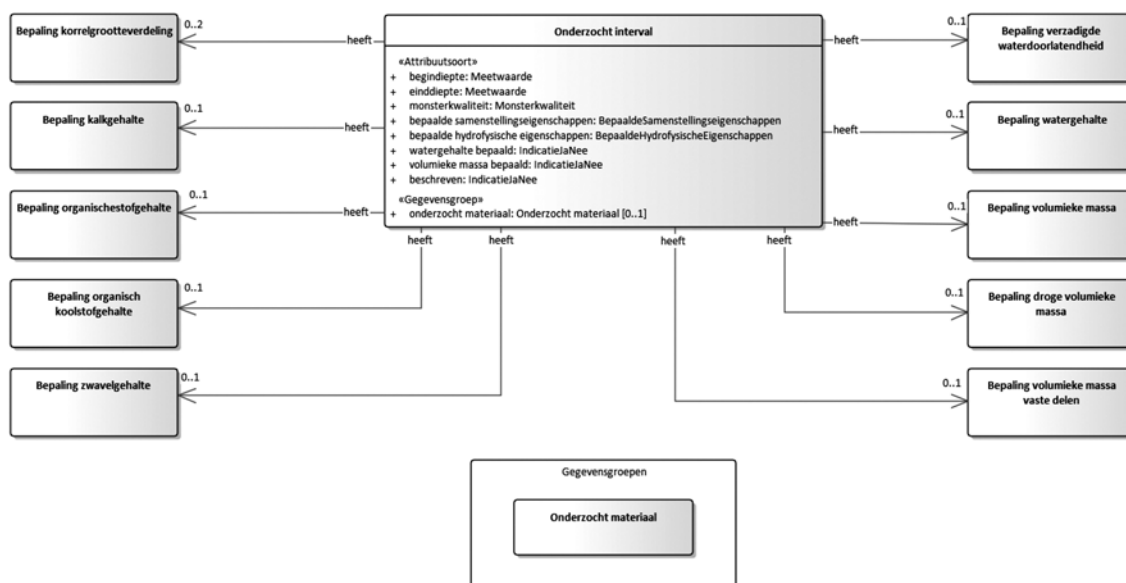 Bepaling korrelgrootteverdeling
0..2
heeft
Onderzocht interval
«Attribuutsoort»
+ begindiepte: Meetwaarde
+ einddiepte: Meetwaarde
+ monsterkwaliteit: Monsterkwaliteit
+ bepaalde samenstellingseigenschappen: BepaaldeSamenstellingseigenschappen
+ bepaalde hydrofysische eigenschappen: BepaaldeHydrofysischeEigenschappen
+ watergehalte bepaald: IndicatieJaNee
+ volumieke massa bepaald: IndicatieJaNee
+ beschreven: IndicatieJaNee
«Gegevensgroep»
+ onderzocht materiaal: Onderzocht materiaal [0..1]
heeft
0..1
Bepaling verzadigde
waterdoorlatendheid
Bepaling kalkgehalte
0..1
heeft
heeft
0..1
Bepaling watergehalte
Bepaling organischestofgehalte
0..1
heeft
heeft
0..1
Bepaling volumieke massa
heeft
heeft
heeft
heeft
Bepaling organisch
koolstofgehalte
0..1
0..1
Bepaling droge volumieke
massa
Bepaling zwavelgehalte
0..1
0..1
Bepaling volumieke massa
vaste delen
Gegevensgroepen
Onderzocht materiaal